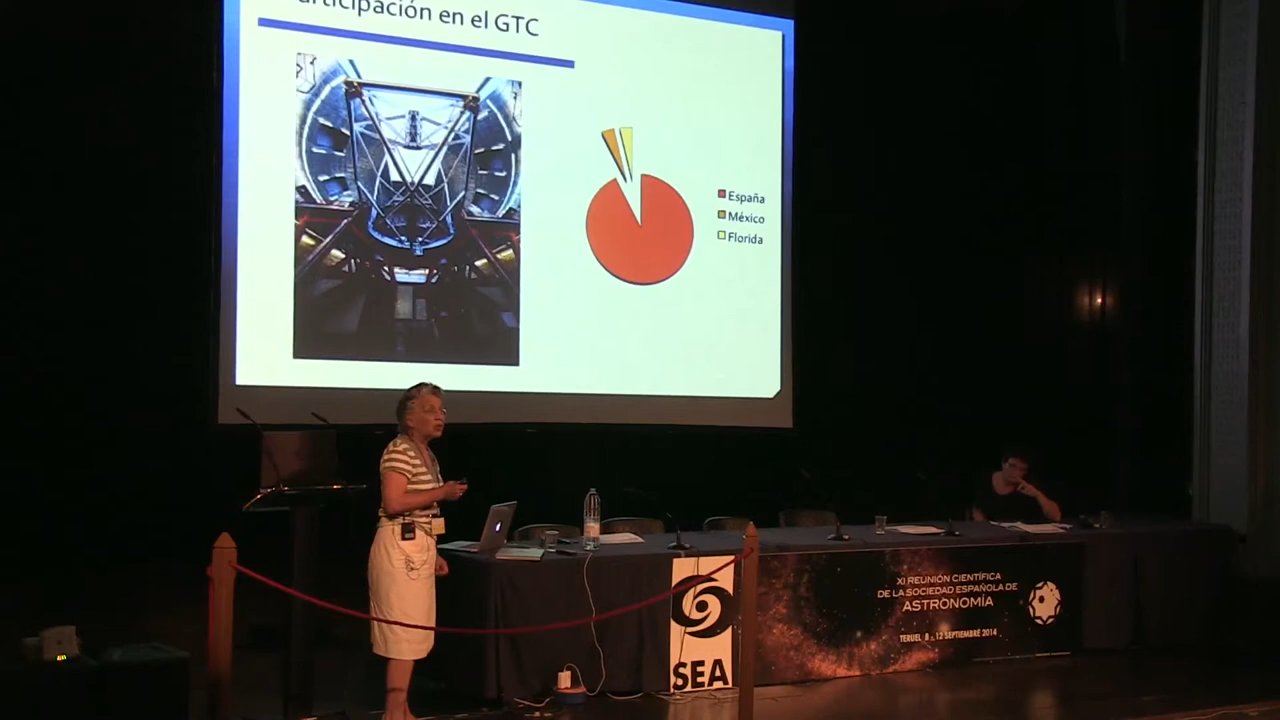 articipación en el GTC
España
México
Florida
XI REUNIÓN CIENTÍFICA
DE LA SOCIEDAD ESPAÑOLA DE
ASTRONOMÍA
TERUEL 8 - 12 SEPTIEMBRE 2014
SEA